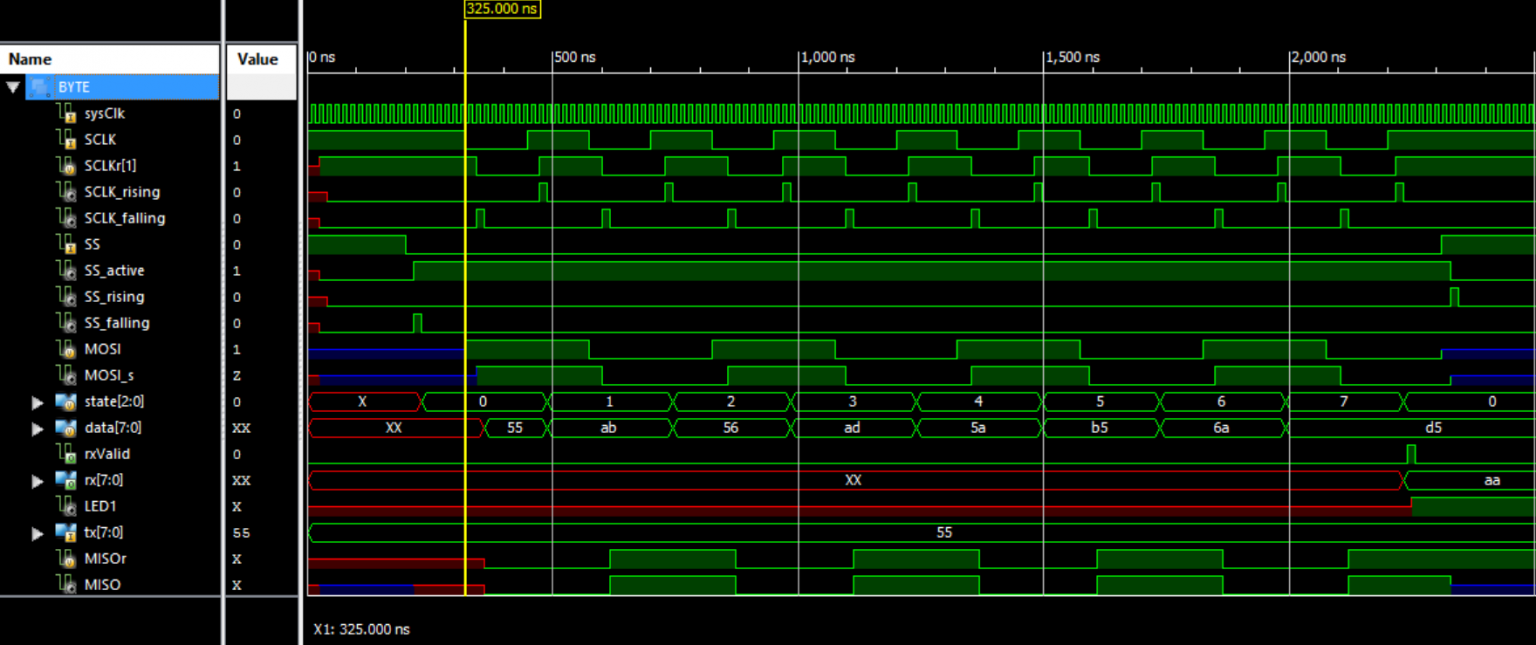 325.000 ns
Name Value 0 ns 500 ns 1,000 ns 1,500 ns 2,000 ns
BYTE
sysClk 0
SCLK 0
SCLKr[1] 1
SCLK_rising 0
SCLK_falling 0
SS 0
SS_active 1
SS_rising 0
SS_falling 0
MOSI 1
MOSI_s Z
state[2:0] 0 X 0 1 2 3 4 5 6 7 0
data[7:0] XX XX 55 ab 56 ad 5a b5 6a d5
rxValid 0
rx[7:0] XX XX aa
LED1 X
tx[7:0] 55 55
MISOr X
MISO X
X1: 325.000 ns